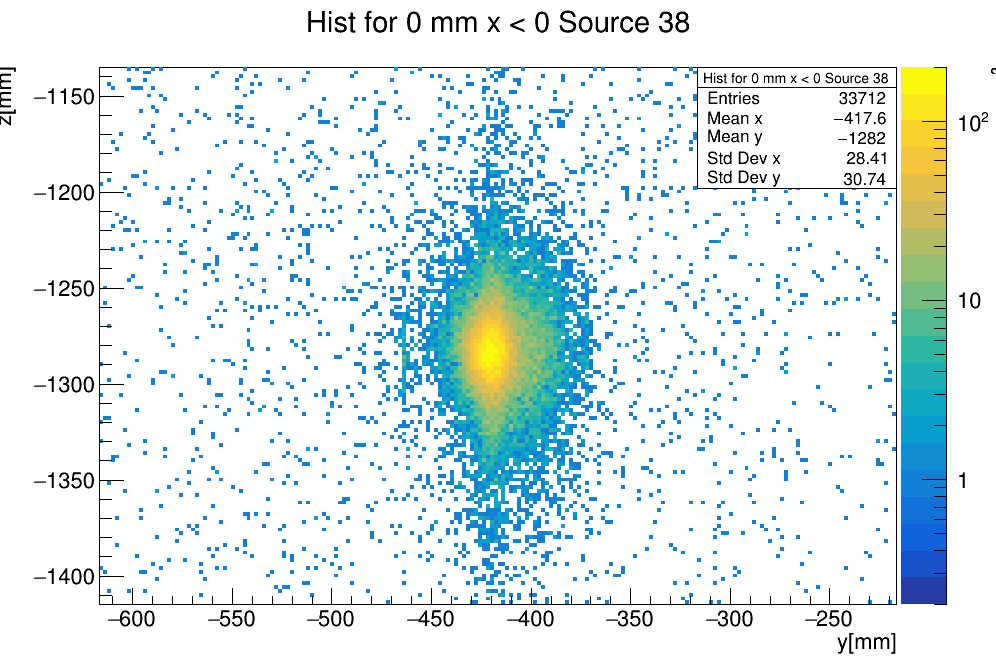 Hist for 0 mm x < 0 Source 38
z[mm]
−1150
−1200
−1250
−1300
−1350
−1400
−600
−550
−500
−450
−400
−350
−300
−250
y[mm]
Hist for 0 mm x < 0 Source 38
Entries 33712
Mean x −417.6
Mean y −1282
Std Dev x 28.41
Std Dev y 30.74
10²
10
1